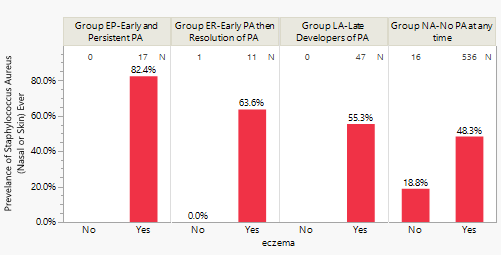 Group EP-Early and Persistent PA
Group ER-Early PA then Resolution of PA
Group LA-Late Developers of PA
Group NA-No PA at any time
0 17 N
1 11 N
0 47 N
16 536 N
82.4%
63.6%
55.3%
48.3%
18.8%
0.0%
80.0%
60.0%
40.0%
20.0%
0.0%
Prevelance of Staphylococcus Aureus
(Nasal or Skin) Ever
No Yes No Yes No Yes No Yes
eczema